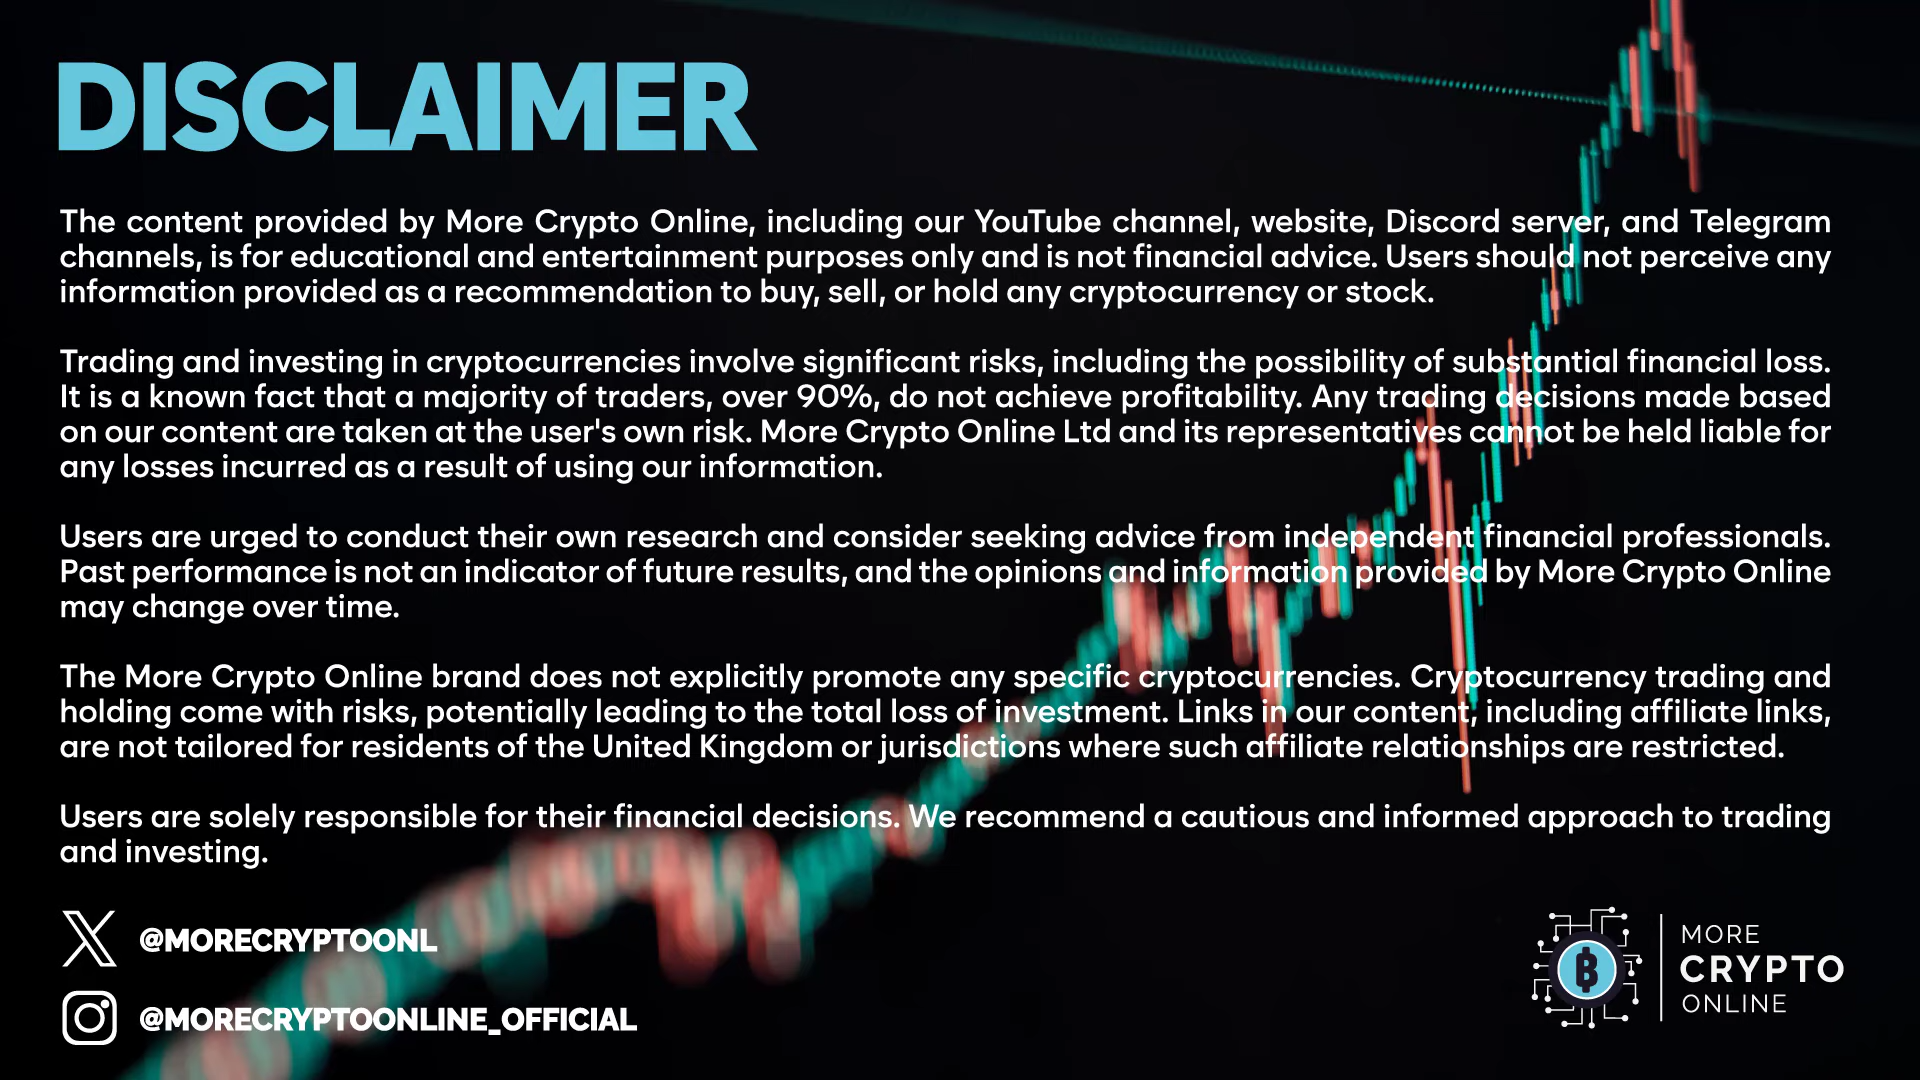 DISCLAIMER
The content provided by More Crypto Online, including our YouTube channel, website, Discord server, and Telegram
channels, is for educational and entertainment purposes only and is not financial advice. Users should not perceive any
information provided as a recommendation to buy, sell, or hold any cryptocurrency or stock.
Trading and investing in cryptocurrencies involve significant risks, including the possibility of substantial financial loss.
It is a known fact that a majority of traders, over 90%, do not achieve profitability. Any trading decisions made based
on our content are taken at the user's own risk. More Crypto Online Ltd and its representatives cannot be held liable for
any losses incurred as a result of using our information.
Users are urged to conduct their own research and consider seeking advice from independent financial professionals.
Past performance is not an indicator of future results, and the opinions and information provided by More Crypto Online
may change over time.
The More Crypto Online brand does not explicitly promote any specific cryptocurrencies. Cryptocurrency trading and
holding come with risks, potentially leading to the total loss of investment. Links in our content, including affiliate links,
are not tailored for residents of the United Kingdom or jurisdictions where such affiliate relationships are restricted.
Users are solely responsible for their financial decisions. We recommend a cautious and informed approach to trading
and investing.
@MORECRYPTOONL
@MORECRYPTOONLINE_OFFICIAL
MORE
CRYPTO
ONLINE